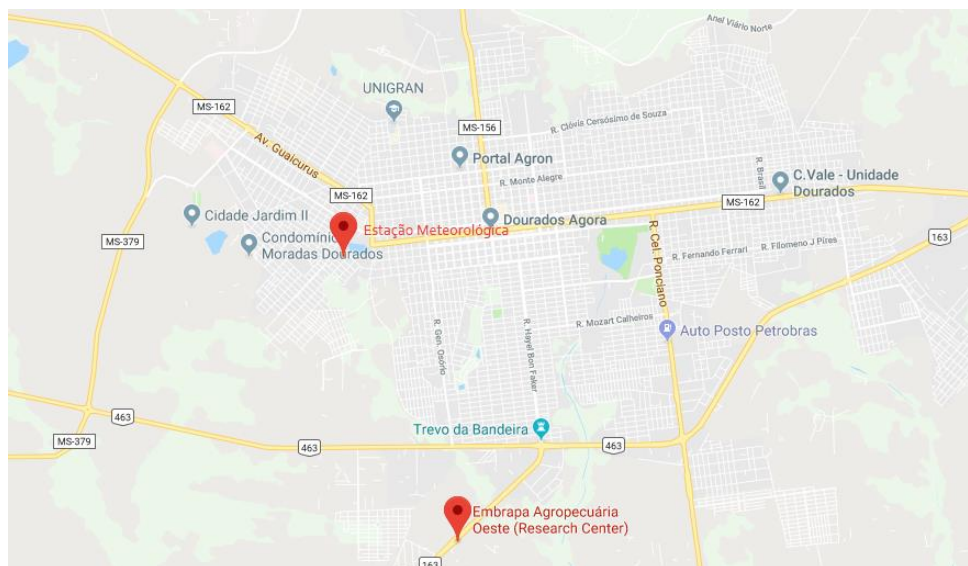 Anel Viário Norte
UNIGRAN
MS-162
MS-156
R. Clóvia Cersósimo de Souza
Av. Guaicurus
Portal Agron
R. Monte Alegre
R. Brasil
C.Vale - Unidade
Dourados
MS-162
MS-162
Cidade Jardim II
Dourados Agora
Estação Meteorológica
Condomínio
Moradas Dourados
MS-379
163
R. Cel. Ponciano
R. Fernando Ferrari
R. Filomeno J Pires
R. Gen. Osório
R. Hayel Bon Faker
R. Mozart Calheiros
Auto Posto Petrobras
463
Trevo da Bandeira
MS-379
463
463
Embrapa Agropecuária
Oeste (Research Center)
163